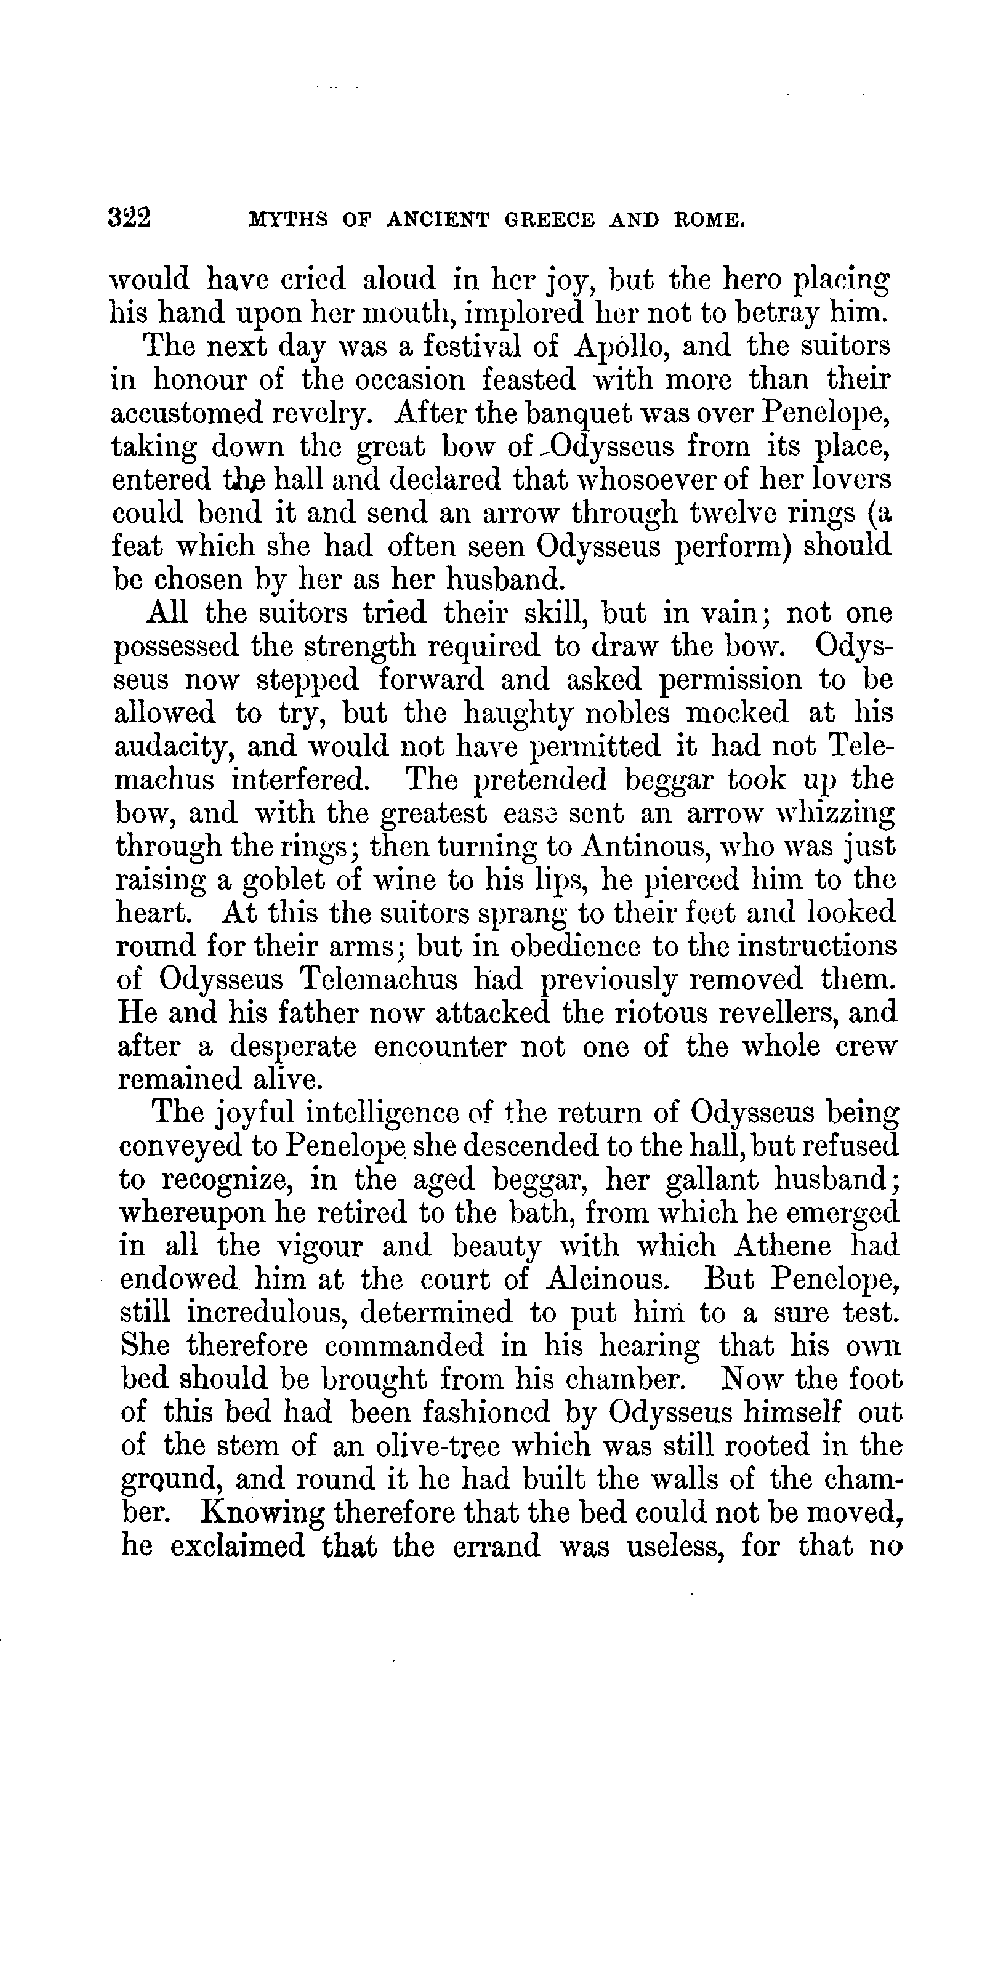 322 MYTHS OF ANCIENT GREECE AND ROME.
would have cried aloud in her joy, but the hero placing
his hand upon her mouth, implored her not to betray him.
The next day was a festival of Apollo, and the suitors
in honour of the occasion feasted with more than their
accustomed revelry. After the banquet was over Penelope,
taking down the great bow of Odysseus from its place,
entered the hall and declared that whosoever of her lovers
could bend it and send an arrow through twelve rings (a
feat which she had often seen Odysseus perform) should
be chosen by her as her husband.
All the suitors tried their skill, but in vain; not one
possessed the strength required to draw the bow. Odys-
seus now stepped forward and asked permission to be
allowed to try, but the haughty nobles mocked at his
audacity, and would not have permitted it had not Tele-
machus interfered. The pretended beggar took up the
bow, and with the greatest ease sent an arrow whizzing
through the rings; then turning to Antinous, who was just
raising a goblet of wine to his lips, he pierced him to the
heart. At this the suitors sprang to their feet and looked
round for their arms; but in obedience to the instructions
of Odysseus Telemachus had previously removed them.
He and his father now attacked the riotous revellers, and
after a desperate encounter not one of the whole crew
remained alive.
The joyful intelligence of the return of Odysseus being
conveyed to Penelope she descended to the hall, but refused
to recognize, in the aged beggar, her gallant husband;
whereupon he retired to the bath, from which he emerged
in all the vigour and beauty with which Athene had
endowed him at the court of Alcinous. But Penelope,
still incredulous, determined to put him to a sure test.
She therefore commanded in his hearing that his own
bed should be brought from his chamber. Now the foot
of this bed had been fashioned by Odysseus himself out
of the stem of an olive-tree which was still rooted in the
ground, and round it he had built the walls of the cham-
ber. Knowing therefore that the bed could not be moved,
he exclaimed that the errand was useless, for that no